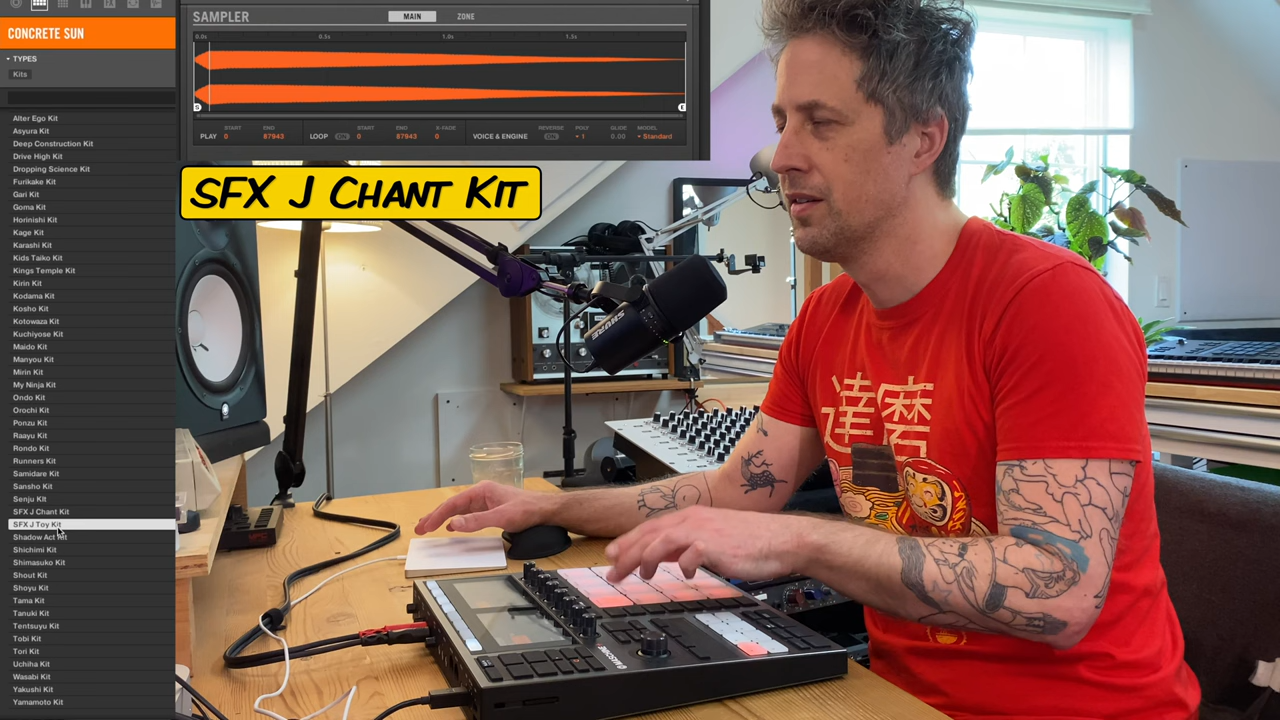 CONCRETE SUN
TYPES
Kits
Alter Ego Kit
Asyura Kit
Deep Construction Kit
Drive High Kit
Dropping Science Kit
Furikake Kit
Gari Kit
Goma Kit
Horinishi Kit
Kage Kit
Karashi Kit
Kids Taiko Kit
Kings Temple Kit
Kirin Kit
Kodama Kit
Kosho Kit
Kotowaza Kit
Kuchiyose Kit
Maido Kit
Manyou Kit
Mirin Kit
My Ninja Kit
Ondo Kit
Orochi Kit
Ponzu Kit
Raayu Kit
Rondo Kit
Runners Kit
Samidare Kit
Sansho Kit
Senju Kit
SFX J Chant Kit
SFX J Toy Kit
Shadow Act Kit
Shichimi Kit
Shimasuko Kit
Shout Kit
Shoyu Kit
Tama Kit
Tanuki Kit
Tentsuyu Kit
Tobi Kit
Tori Kit
Uchiha Kit
Wasabi Kit
Yakushi Kit
Yamamoto Kit
SAMPLER
MAIN
ZONE
0.0s 0.5s 1.0s 1.5s
S
E
START END START END X-FADE REVERSE POLY GLIDE MODEL
PLAY 0 87943 LOOP ON 0 87943 0 VOICE & ENGINE ON 1 0.00 Standard
SFX J CHANT KIT
SHURE
達磨
MASCHINE